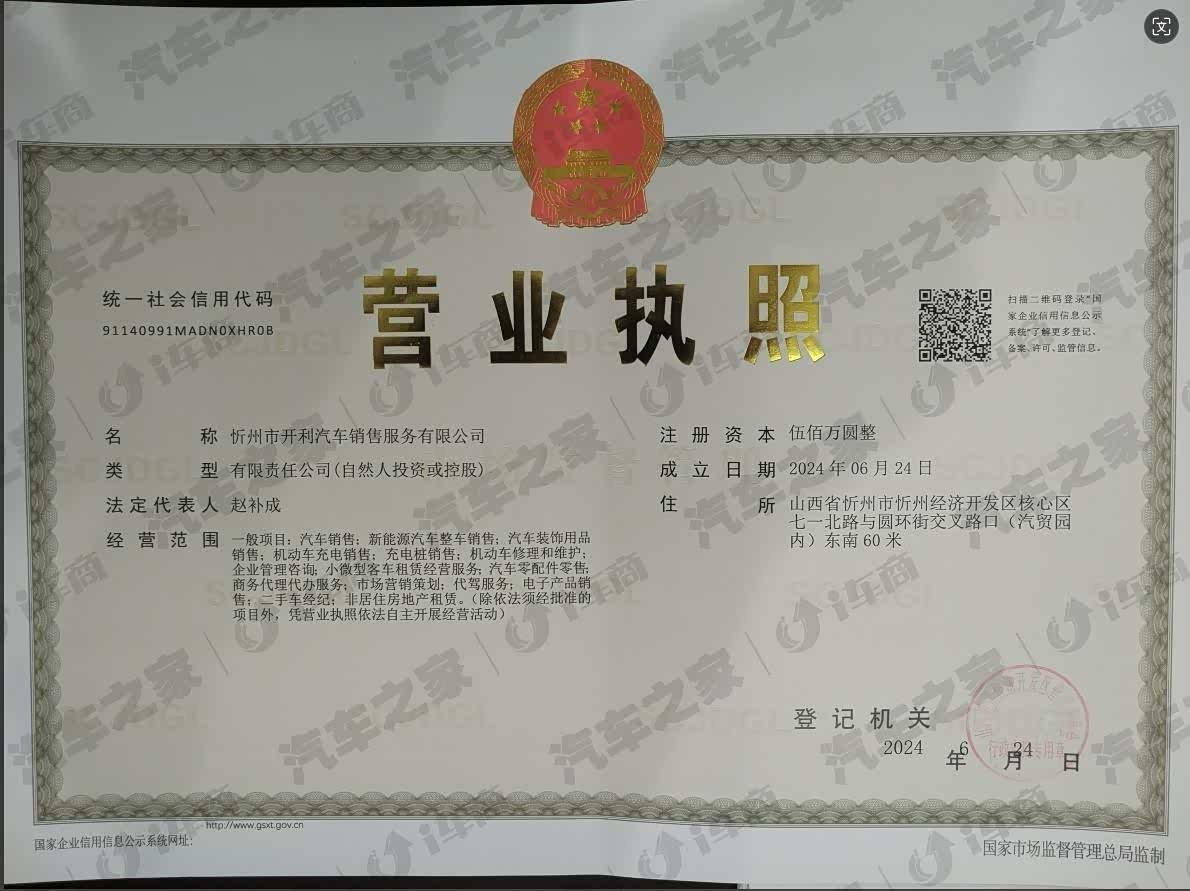 营业执照
统一社会信用代码
91140991MADN0XHR0B
扫描二维码登录“国
家企业信用信息公示
系统”了解更多登记、
备案、许可、监管信息。
名 称 忻州市开利汽车销售服务有限公司
类 型 有限责任公司(自然人投资或控股)
法定代表人 赵补成
经营范围 一般项目：汽车销售；新能源汽车整车销售；汽车装饰用品
销售；机动车充电销售；充电桩销售；机动车修理和维护；
企业管理咨询；小微型客车租赁经营服务；汽车零配件零售；
商务代理代办服务；市场营销策划；代驾服务；电子产品销
售；二手车经纪；非居住房地产租赁。（除依法须经批准的
项目外，凭营业执照依法自主开展经营活动）
注册资本 伍佰万圆整
成立日期 2024年06月24日
住 所 山西省忻州市忻州经济开发区核心区
七一北路与圆环街交叉路口（汽贸园
内）东南60米
登记机关
2024年6月24日
http://www.gsxt.gov.cn
国家企业信用信息公示系统网址:
国家市场监督管理总局监制
汽车之家
i车商
SCJDGL